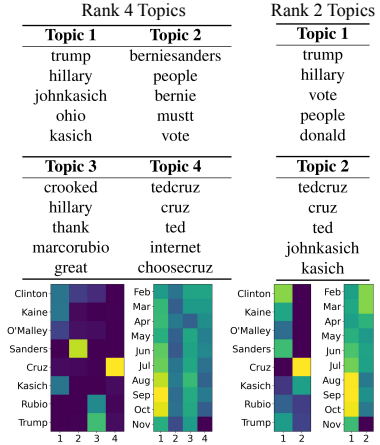 Rank 4 Topics Rank 2 Topics
Topic 1 Topic 2 Topic 1
trump berniesanders trump
hillary people hillary
johnkasich bernie vote
ohio mustt people
kasich vote donald
Topic 3 Topic 4 Topic 2
crooked tedcruz tedcruz
hillary cruz cruz
thank ted ted
marcorubio internet johnkasich
great choosecruz kasich
Clinton
Kaine
O'Malley
Sanders
Cruz
Kasich
Rubio
Trump
1 2 3 4
Feb
Mar
Apr
May
Jun
Jul
Aug
Sep
Oct
Nov
1 2 3 4
Clinton
Kaine
O'Malley
Sanders
Cruz
Kasich
Rubio
Trump
1 2
Feb
Mar
Apr
May
Jun
Jul
Aug
Sep
Oct
Nov
1 2